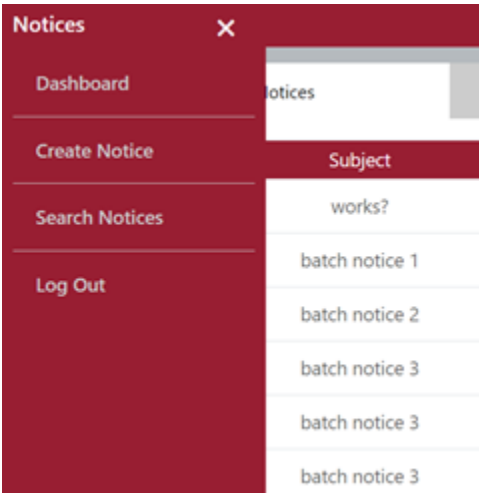 Notices ×
Dashboard
Create Notice
Search Notices
Log Out
lotices
Subject
works?
batch notice 1
batch notice 2
batch notice 3
batch notice 3
batch notice 3